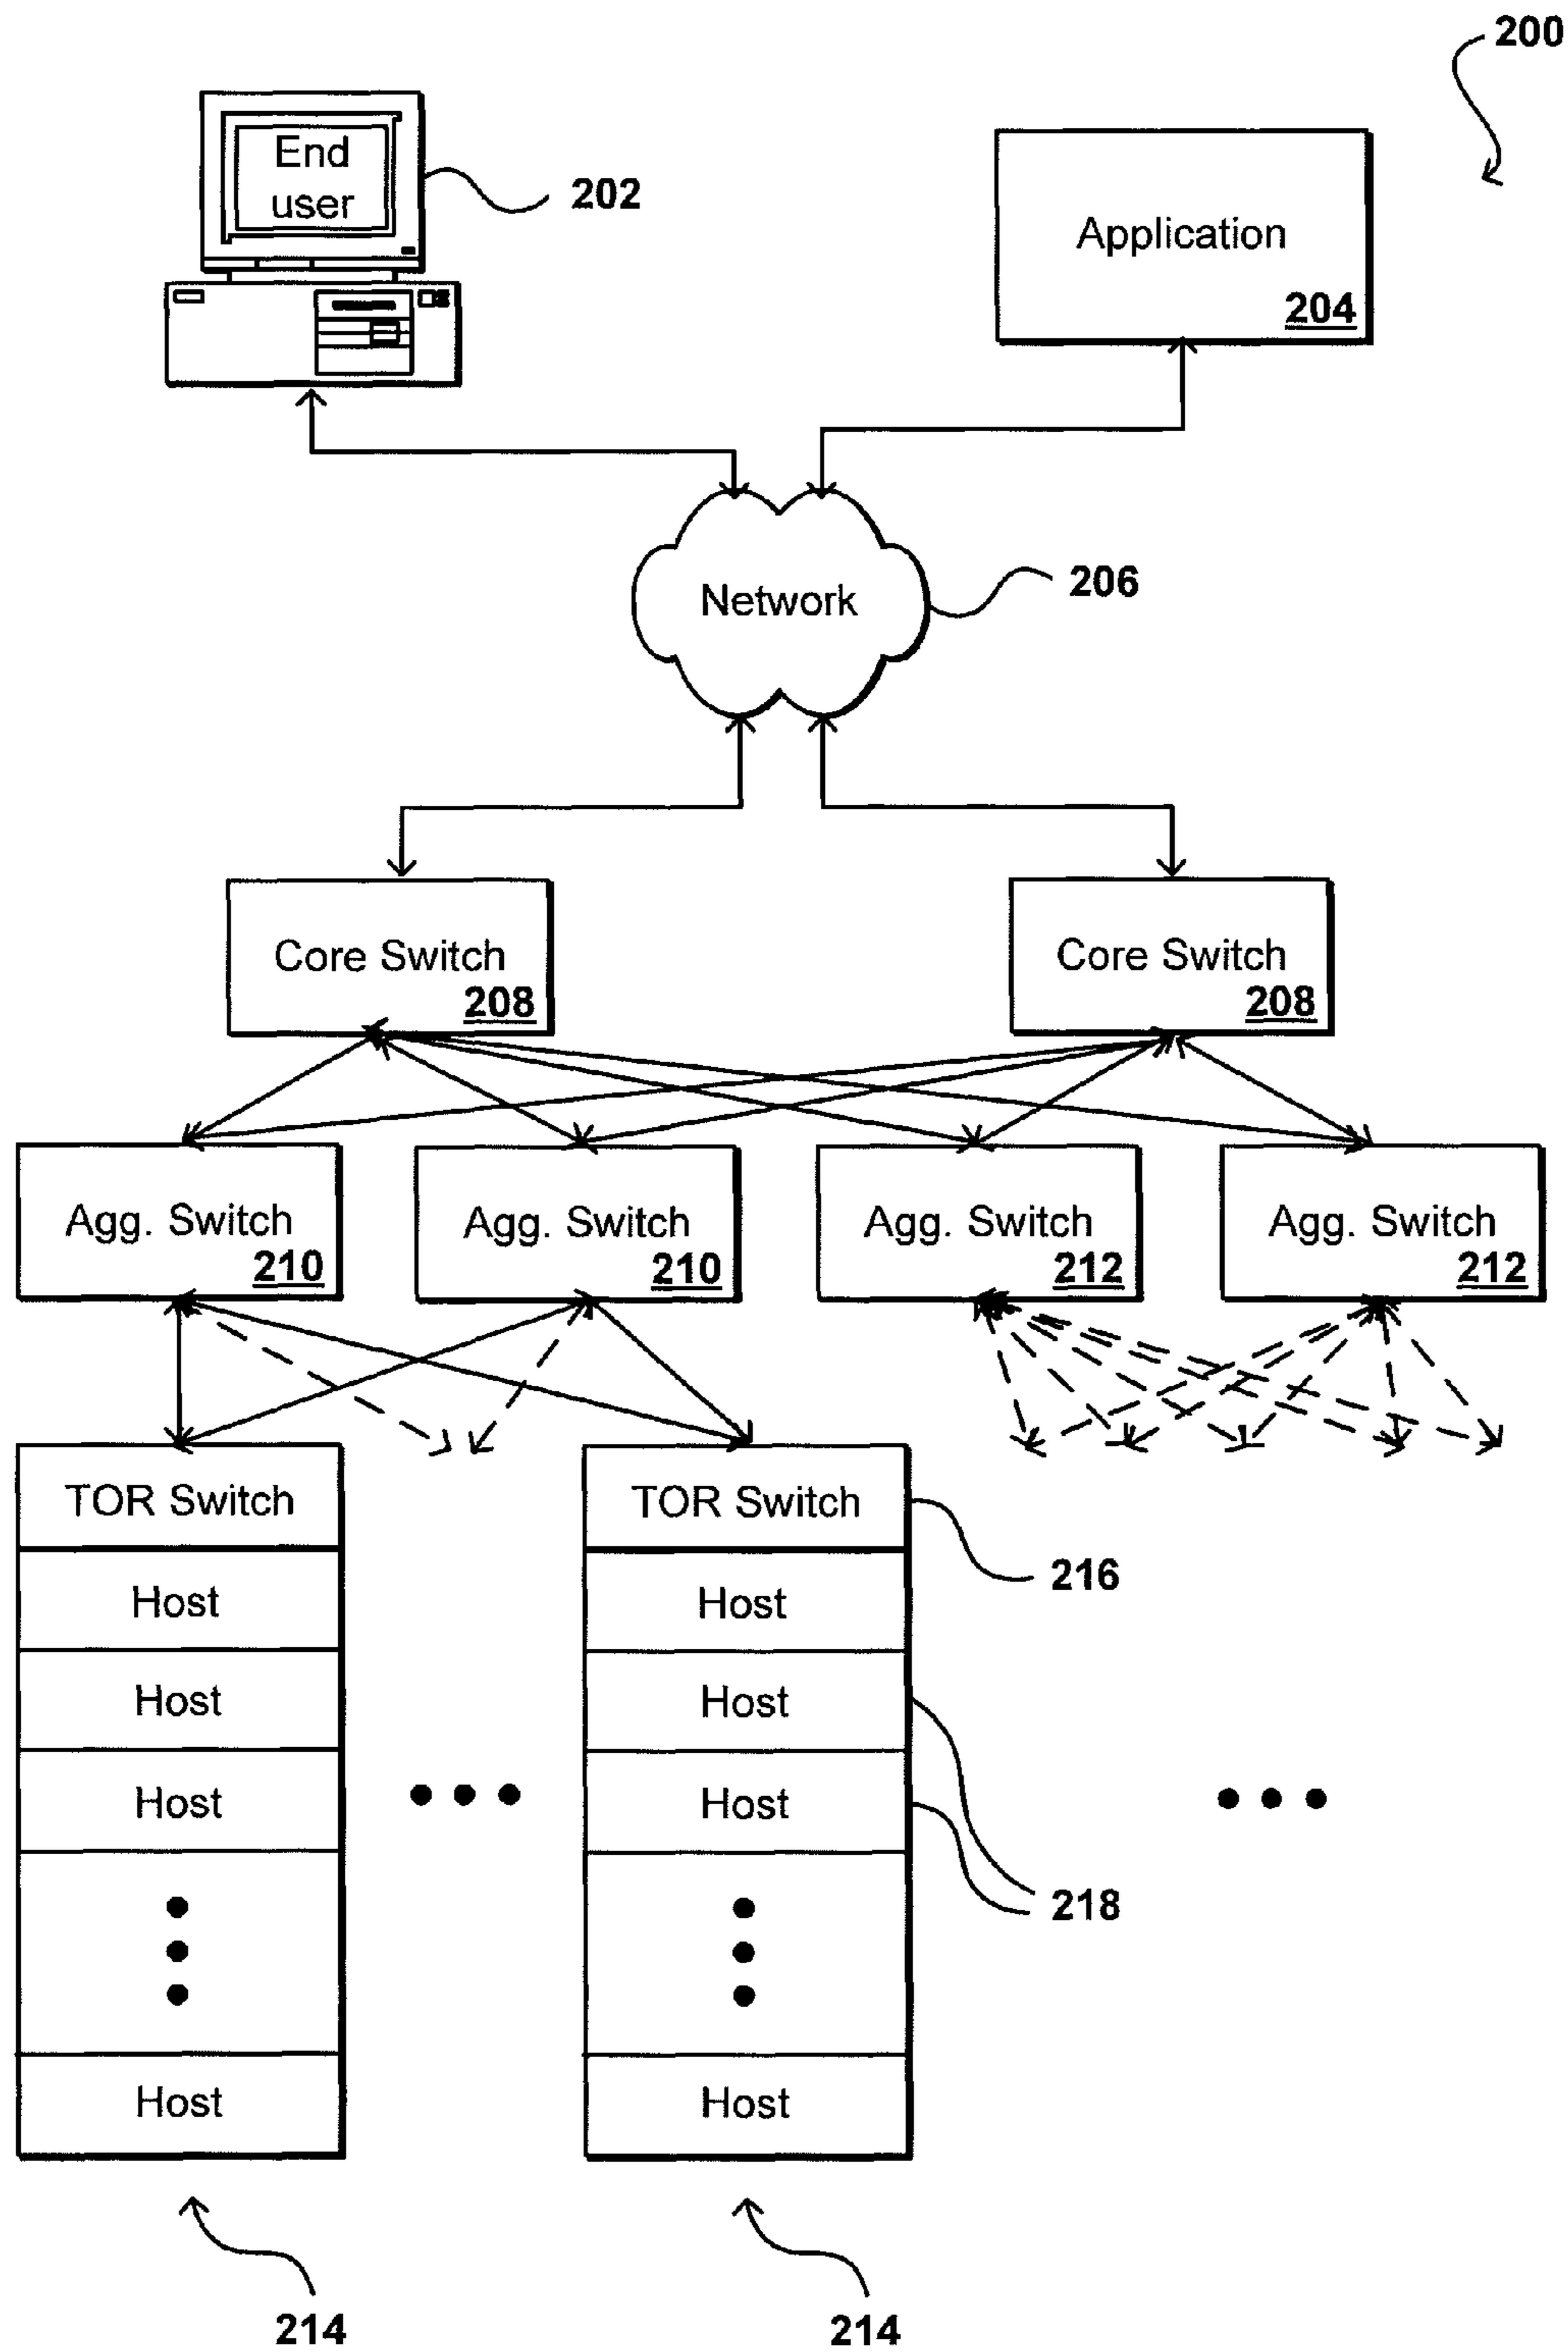 200
End
user
202
Application
204
Network
206
Core Switch
208
Core Switch
208
Agg. Switch
210
Agg. Switch
210
Agg. Switch
212
Agg. Switch
212
TOR Switch
Host
Host
Host
Host
TOR Switch
Host
Host
Host
Host
216
218
214
214